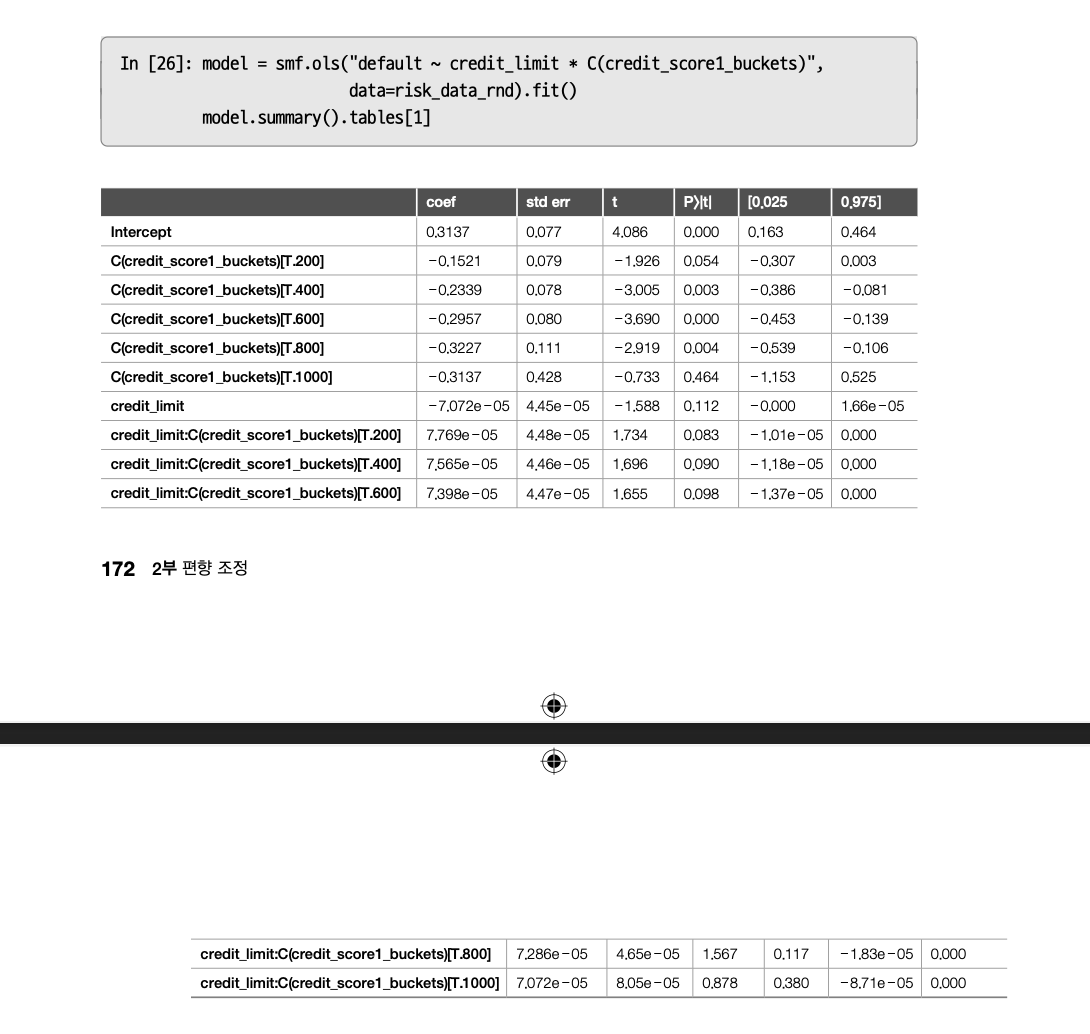 In [26]: model = smf.ols("default ~ credit_limit * C(credit_score1_buckets)",
data=risk_data_rnd).fit()
model.summary().tables[1]
coef std err t P>|t| [0.025 0.975]
Intercept 0.3137 0.077 4.086 0.000 0.163 0.464
C(credit_score1_buckets)[T.200] −0.1521 0.079 −1.926 0.054 −0.307 0.003
C(credit_score1_buckets)[T.400] −0.2339 0.078 −3.005 0.003 −0.386 −0.081
C(credit_score1_buckets)[T.600] −0.2957 0.080 −3.690 0.000 −0.453 −0.139
C(credit_score1_buckets)[T.800] −0.3227 0.111 −2.919 0.004 −0.539 −0.106
C(credit_score1_buckets)[T.1000] −0.3137 0.428 −0.733 0.464 −1.153 0.525
credit_limit −7.072e−05 4.45e−05 −1.588 0.112 −0.000 1.66e−05
credit_limit:C(credit_score1_buckets)[T.200] 7.769e−05 4.48e−05 1.734 0.083 −1.01e−05 0.000
credit_limit:C(credit_score1_buckets)[T.400] 7.565e−05 4.46e−05 1.696 0.090 −1.18e−05 0.000
credit_limit:C(credit_score1_buckets)[T.600] 7.398e−05 4.47e−05 1.655 0.098 −1.37e−05 0.000
172 2부 편향 조정
credit_limit:C(credit_score1_buckets)[T.800] 7.286e−05 4.65e−05 1.567 0.117 −1.83e−05 0.000
credit_limit:C(credit_score1_buckets)[T.1000] 7.072e−05 8.05e−05 0.878 0.380 −8.71e−05 0.000